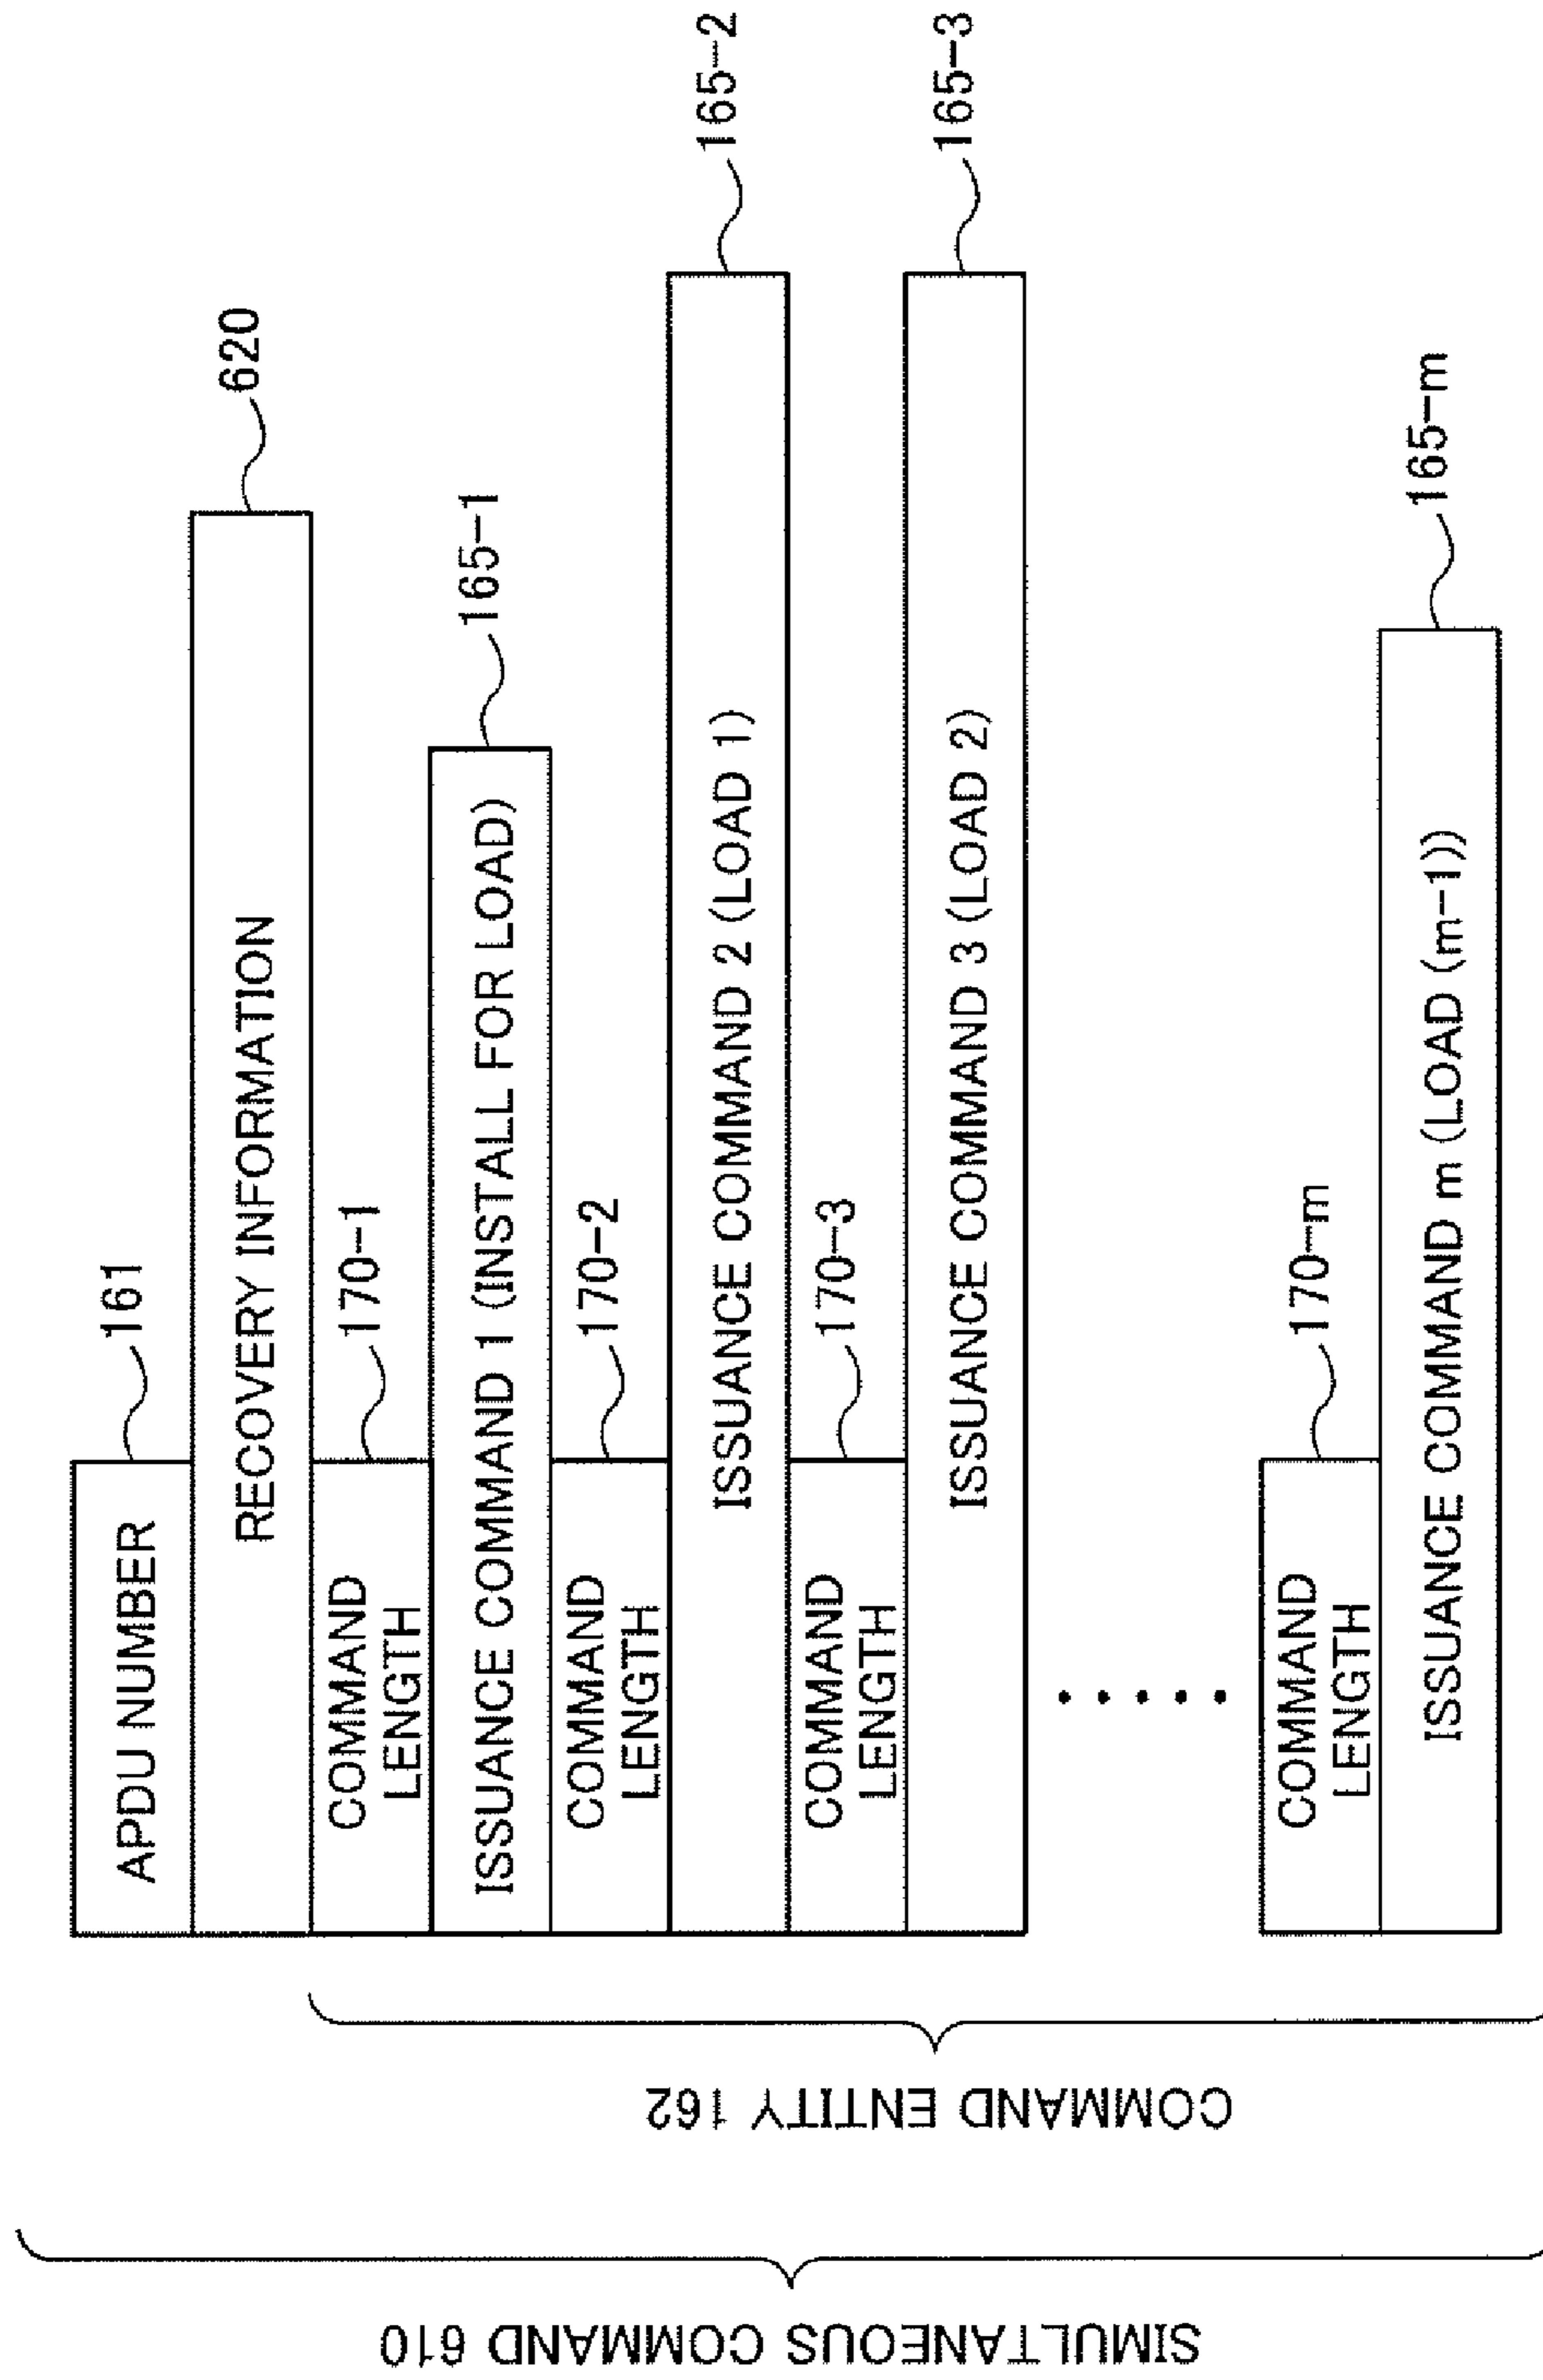 SIMULTANEOUS COMMAND 610
COMMAND ENTITY 162
APDU NUMBER
161
RECOVERY INFORMATION
620
COMMAND
LENGTH
170-1
ISSUANCE COMMAND 1 (INSTALL FOR LOAD)
165-1
COMMAND
LENGTH
170-2
ISSUANCE COMMAND 2 (LOAD 1)
165-2
COMMAND
LENGTH
170-3
ISSUANCE COMMAND 3 (LOAD 2)
165-3
COMMAND
LENGTH
170-m
ISSUANCE COMMAND m (LOAD (m-1))
165-m